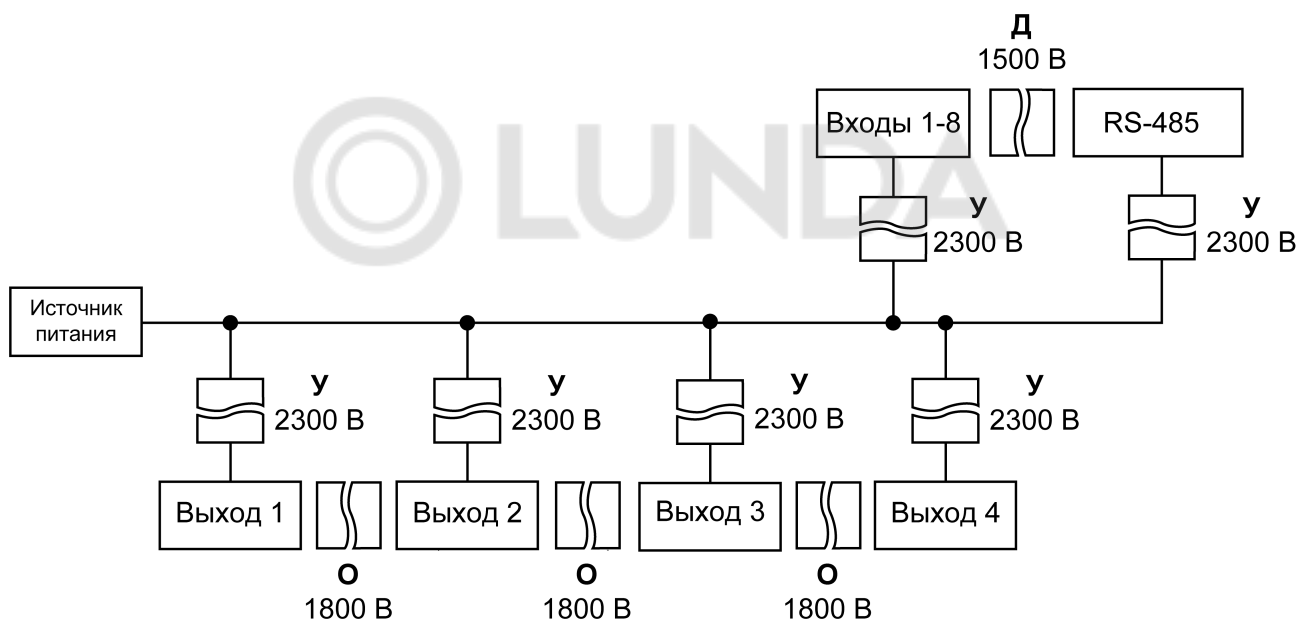 Д
1500 В
Входы 1-8
RS-485
LUNDA
У
2300 В
У
2300 В
Источник
питания
У
2300 В
У
2300 В
У
2300 В
У
2300 В
Выход 1
Выход 2
Выход 3
Выход 4
О
1800 В
О
1800 В
О
1800 В